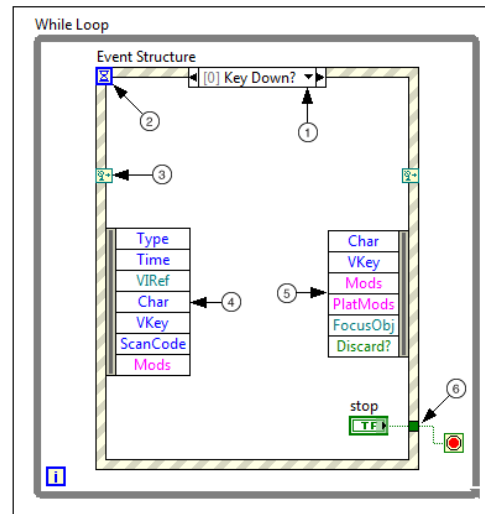 While Loop
Event Structure
[0] Key Down?
1
2
3
Type
Time
VIRef
Char
VKey
ScanCode
Mods
4
5
Char
VKey
Mods
PlatMods
FocusObj
Discard?
6
stop
TF
i